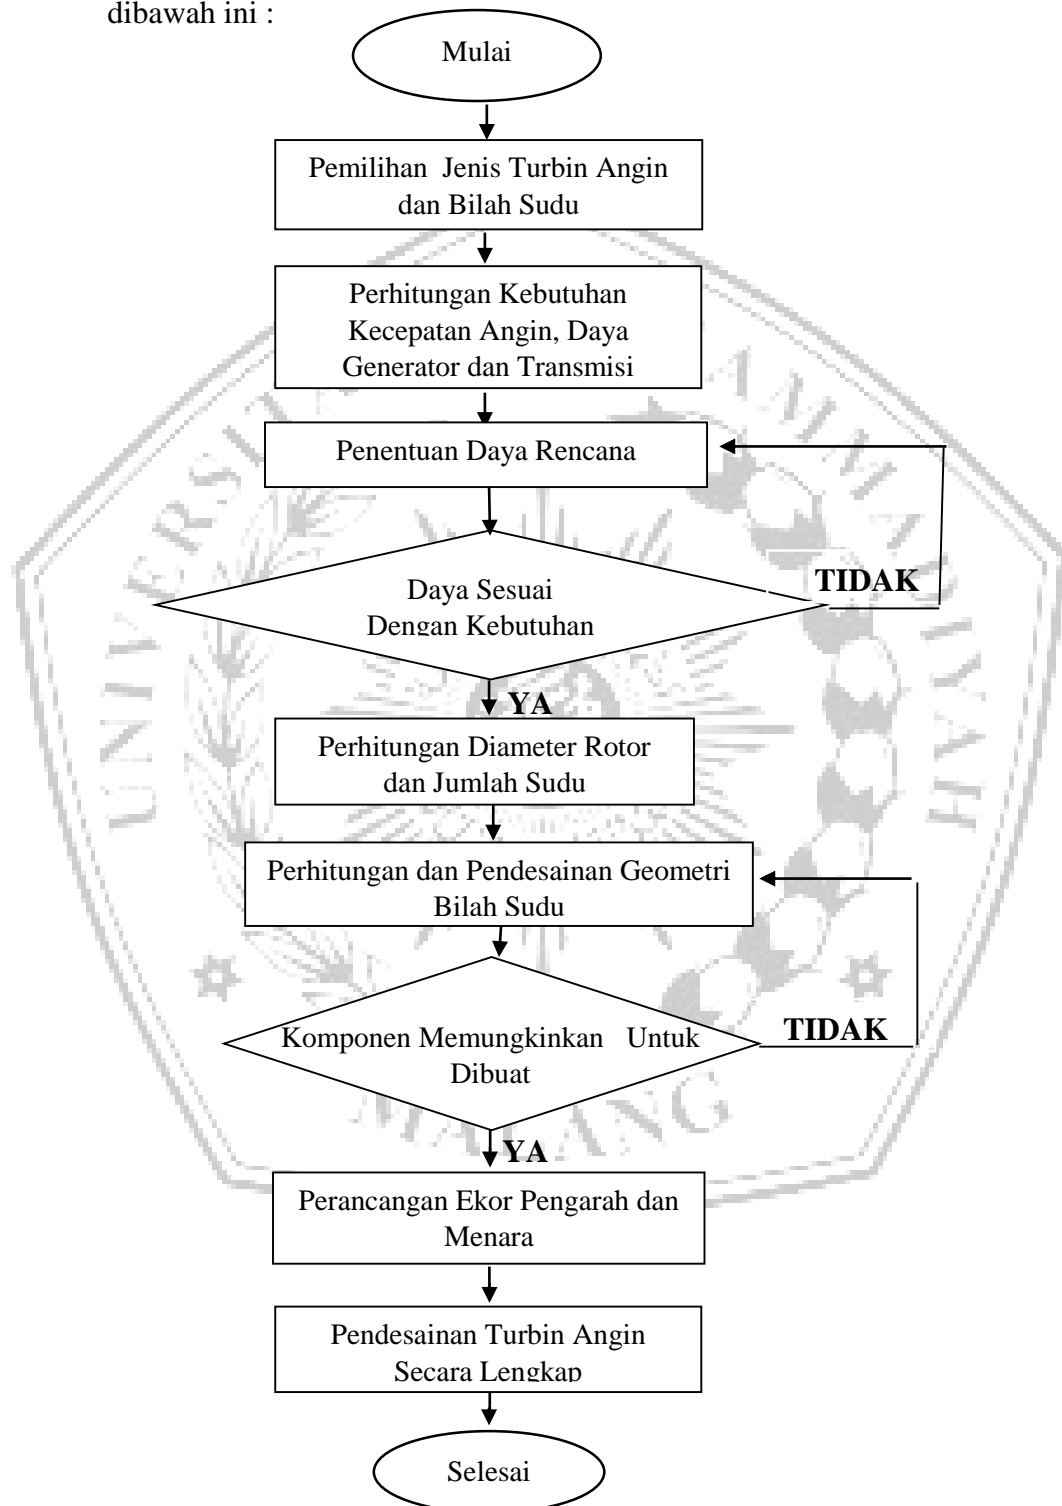 dibawah ini :
Mulai
Pemilihan Jenis Turbin Angin
dan Bilah Sudu
Perhitungan Kebutuhan
Kecepatan Angin, Daya
Generator dan Transmisi
Penentuan Daya Rencana
Daya Sesuai
Dengan Kebutuhan
TIDAK
YA
Perhitungan Diameter Rotor
dan Jumlah Sudu
Perhitungan dan Pendesainan Geometri
Bilah Sudu
Komponen Memungkinkan Untuk
Dibuat
TIDAK
YA
Perancangan Ekor Pengarah dan
Menara
Pendesainan Turbin Angin
Secara Lengkap
Selesai
MALANG